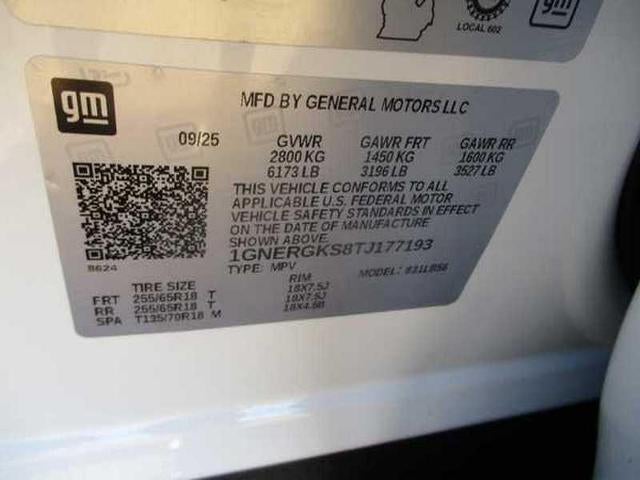 LOCAL 602
gm
gm
MFD BY GENERAL MOTORS LLC
09/25 GVWR GAWR FRT GAWR RR
2800 KG 1450 KG 1600 KG
6173 LB 3196 LB 3527 LB
THIS VEHICLE CONFORMS TO ALL
APPLICABLE U.S. FEDERAL MOTOR
VEHICLE SAFETY STANDARDS IN EFFECT
ON THE DATE OF MANUFACTURE
SHOWN ABOVE.
1GNERGKS8TJ177193
B624
TYPE: MPV MODEL: 831LB56
TIRE SIZE RIM
FRT 255/65R18 T 18X7.5J
RR 255/65R18 T 18X7.5J
SPA T135/70R18 M 18X4.5B